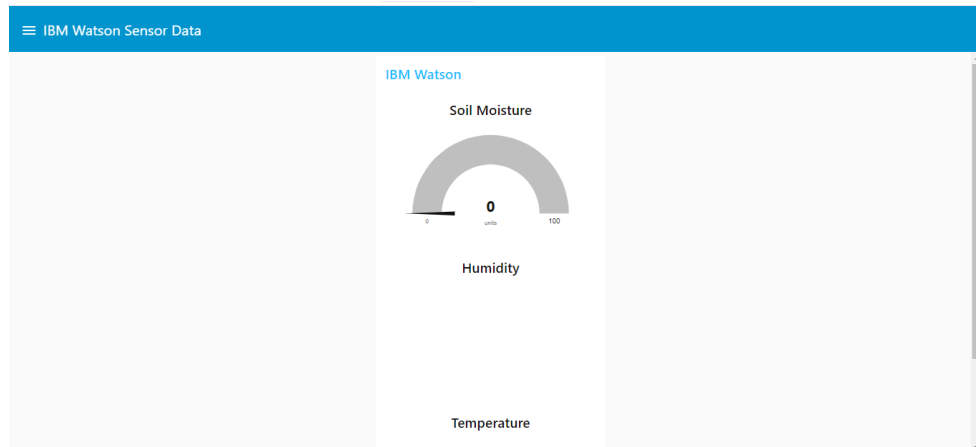 IBM Watson Sensor Data
IBM Watson
Soil Moisture
0
0
units
100
Humidity
Temperature